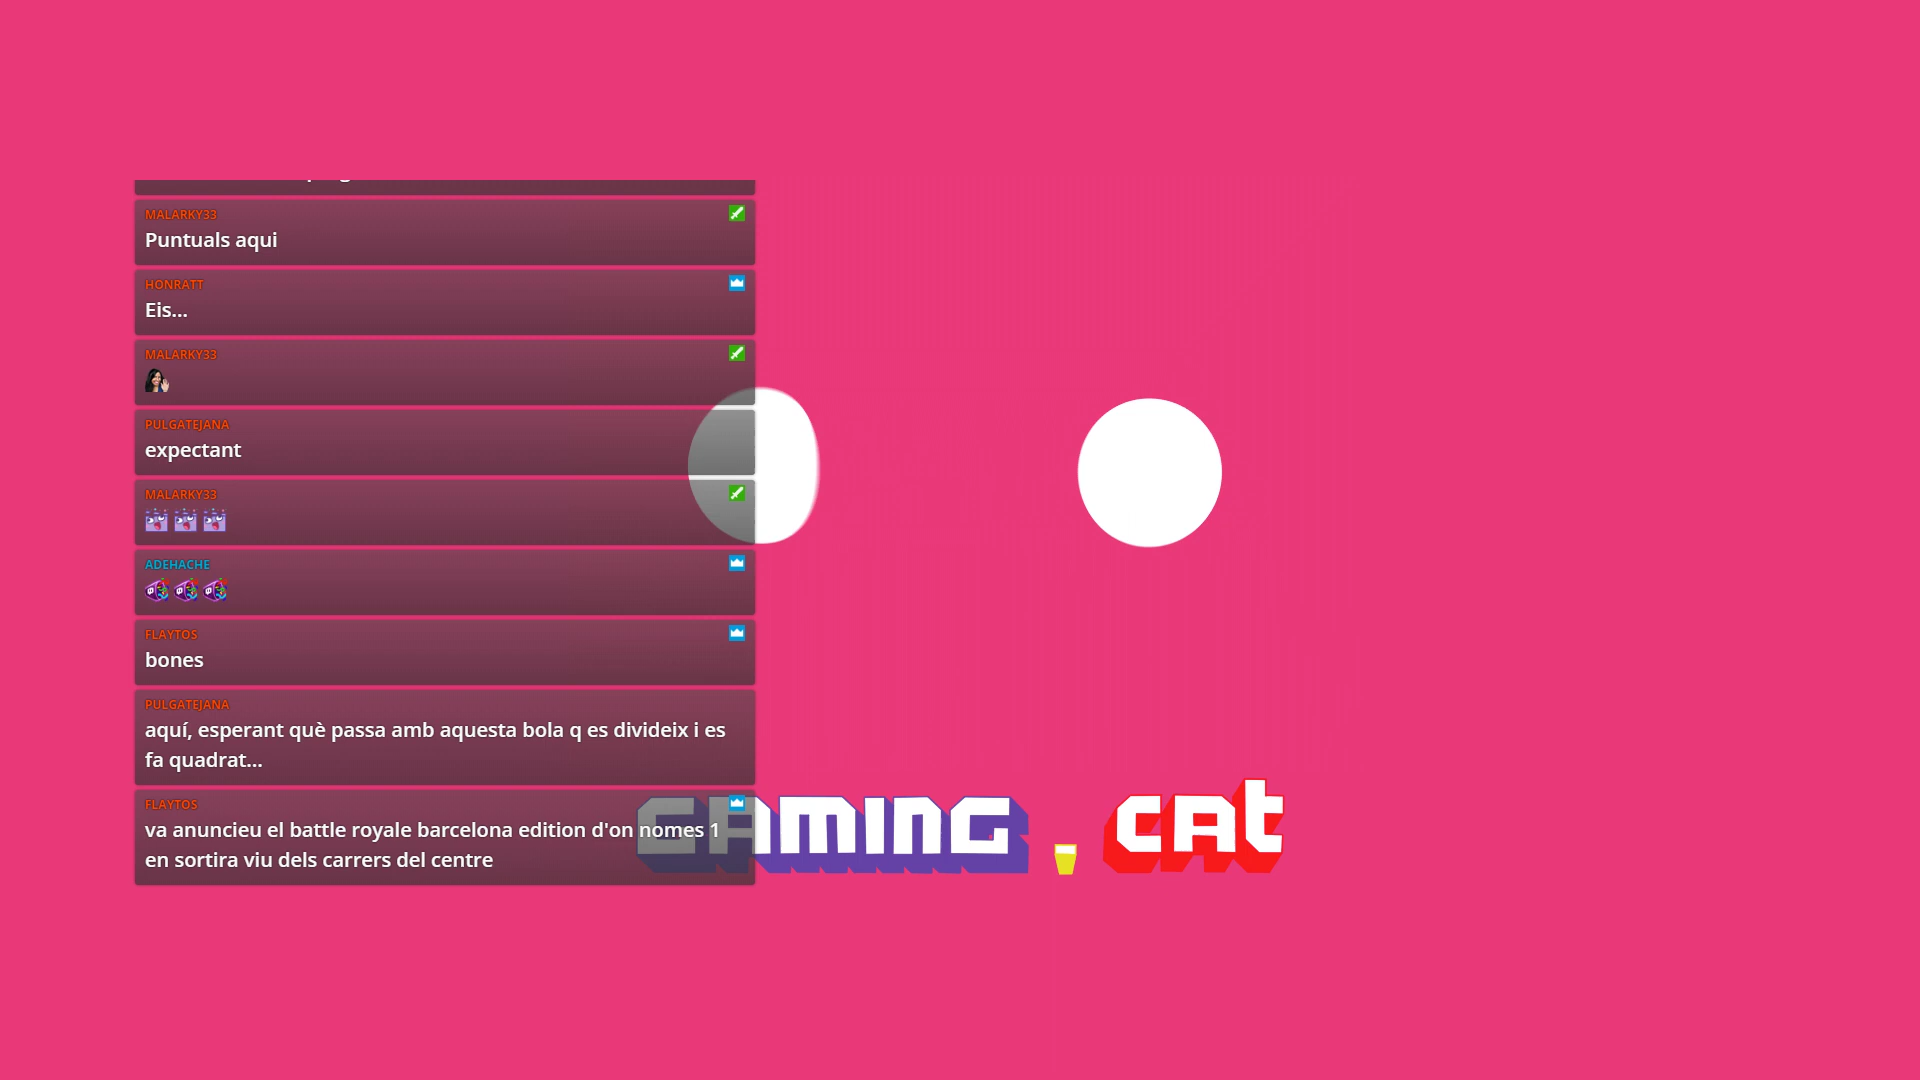 MALARKY33
Puntuals aqui
HONRATT
Eis...
MALARKY33
PULGATEJANA
expectant
MALARKY33
ADEHACHE
FLAYTOS
bones
PULGATEJANA
aquí, esperant què passa amb aquesta bola q es divideix i es
fa quadrat...
FLAYTOS
va anuncieu el battle royale barcelona edition d'on nomes 1
en sortira viu dels carrers del centre
GAMING.cat